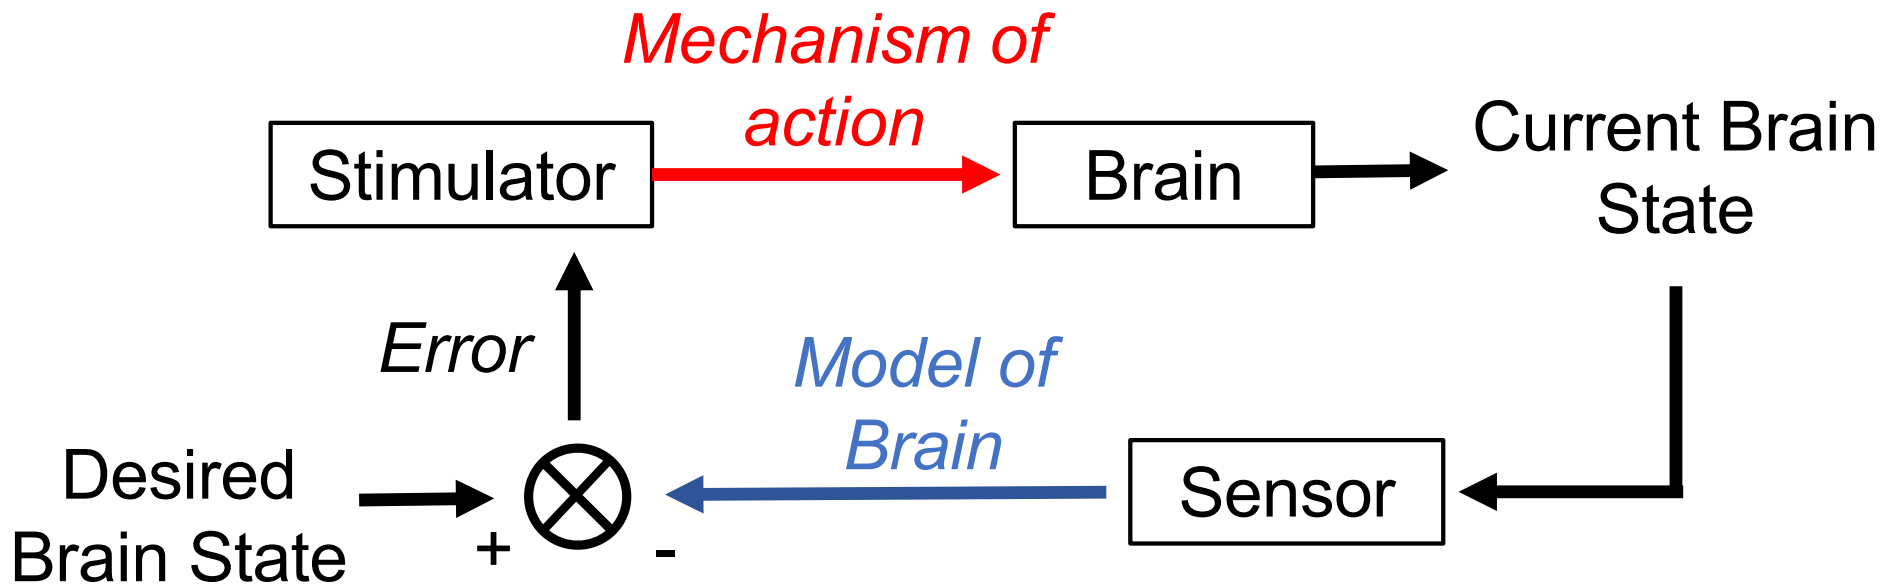 Mechanism of
action
Stimulator
Brain
Current Brain
State
Error
Model of
Brain
Desired
Brain State
+
-
Sensor